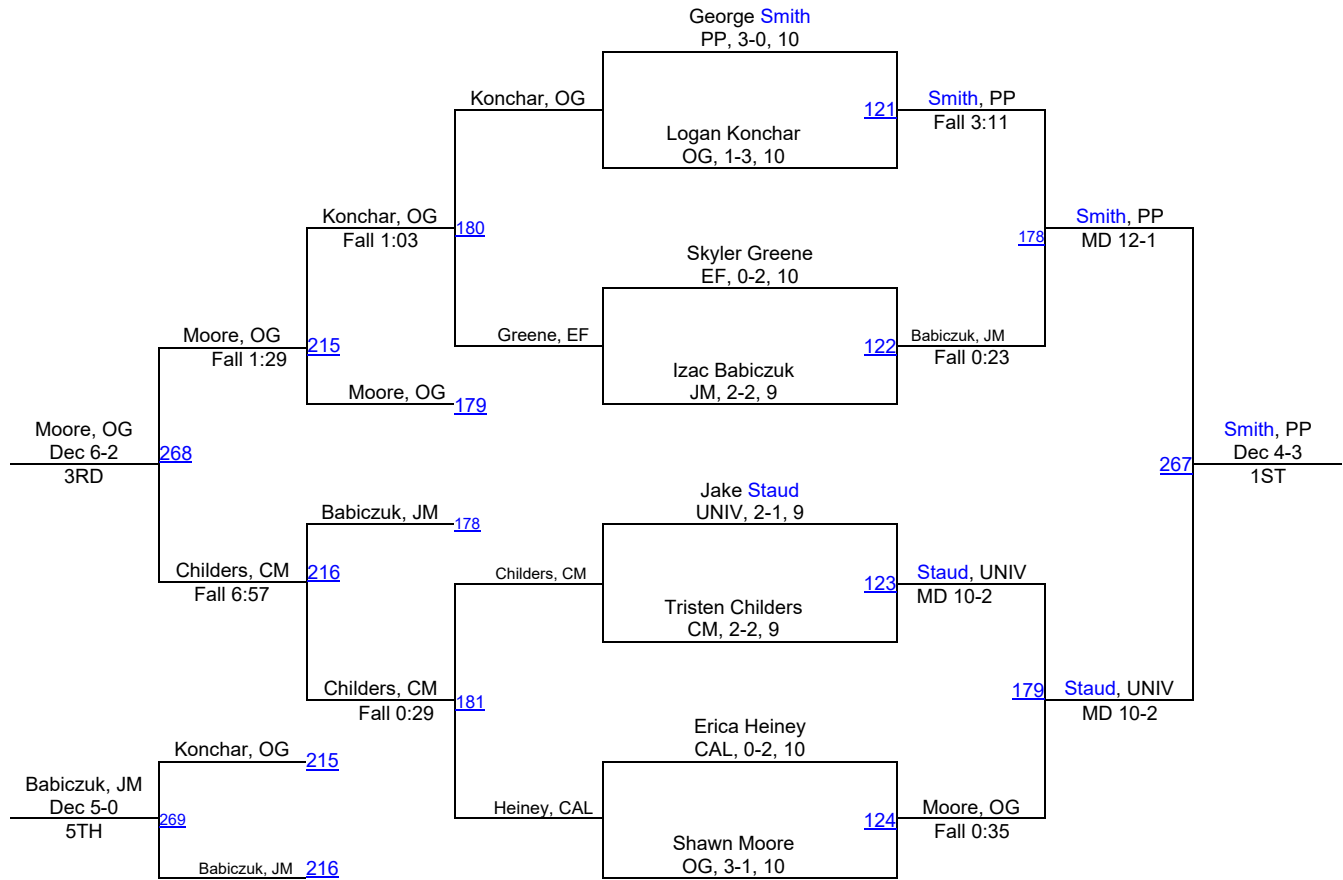 George Smith
PP, 3-0, 10
Konchar, OG
121
Smith, PP
Fall 3:11
Logan Konchar
OG, 1-3, 10
Konchar, OG
Fall 1:03
180
178
Smith, PP
MD 12-1
Skyler Greene
EF, 0-2, 10
Moore, OG
Fall 1:29
215
Greene, EF
122
Babiczuk, JM
Fall 0:23
Izac Babiczuk
JM, 2-2, 9
Moore, OG
179
Moore, OG
Dec 6-2
3RD
268
267
Smith, PP
Dec 4-3
1ST
Jake Staud
UNIV, 2-1, 9
Babiczuk, JM
178
Childers, CM
Fall 6:57
216
Childers, CM
123
Staud, UNIV
MD 10-2
Tristen Childers
CM, 2-2, 9
Childers, CM
Fall 0:29
181
179
Staud, UNIV
MD 10-2
Erica Heiney
CAL, 0-2, 10
Konchar, OG
215
Babiczuk, JM
Dec 5-0
5TH
269
Heiney, CAL
124
Moore, OG
Fall 0:35
Shawn Moore
OG, 3-1, 10
Babiczuk, JM
216